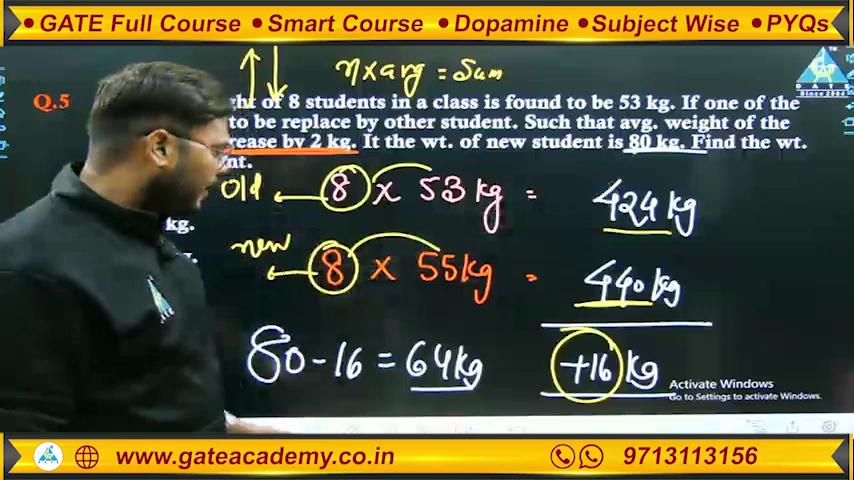 • GATE Full Course • Smart Course • Dopamine • Subject Wise • PYQs
n x avg = Sum
GATE
Since 2004
Q.5
ght of 8 students in a class is found to be 53 kg. If one of the
to be replace by other student. Such that avg. weight of the
rease by 2 kg. It the wt. of new student is 80 kg. Find the wt.
nt.
old ← 8 x 53 kg = 424 kg
kg.
new ← 8 x 55 kg = 440 kg
80 - 16 = 64 kg
+16 kg
Activate Windows
Go to Settings to activate Windows.
www.gateacademy.co.in
9713113156